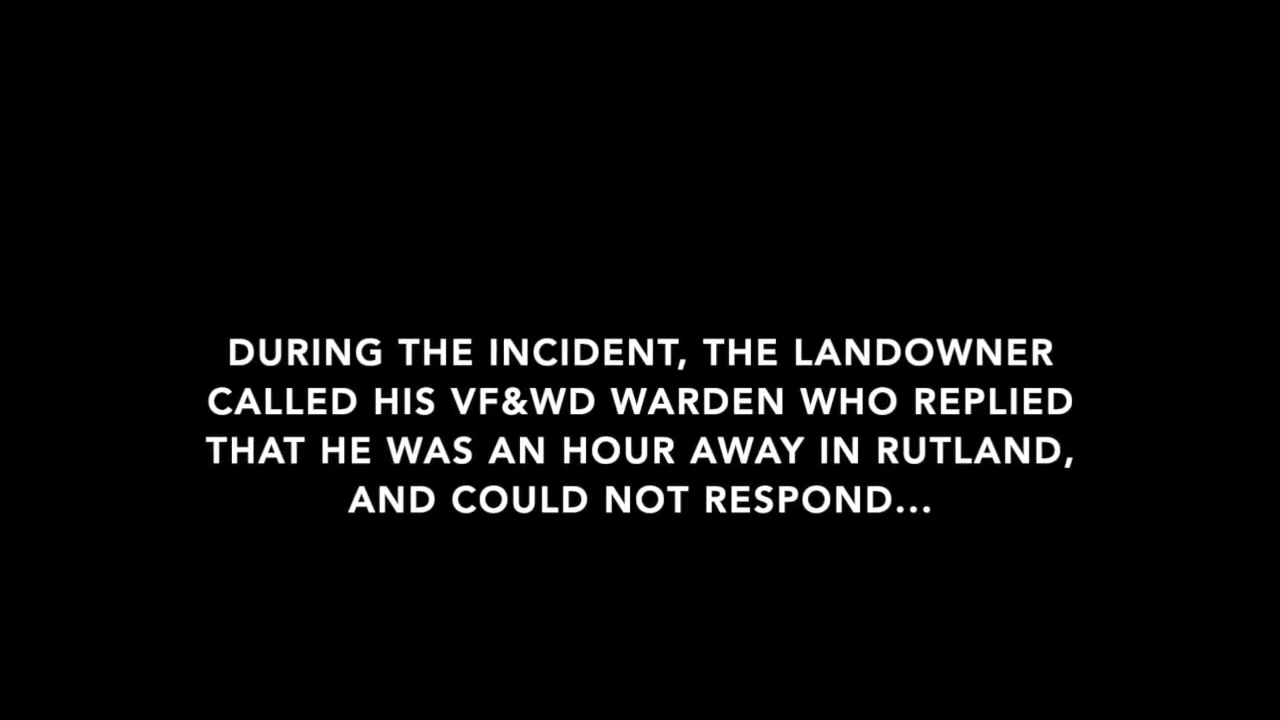 DURING THE INCIDENT, THE LANDOWNER
CALLED HIS VF&WD WARDEN WHO REPLIED
THAT HE WAS AN HOUR AWAY IN RUTLAND,
AND COULD NOT RESPOND...